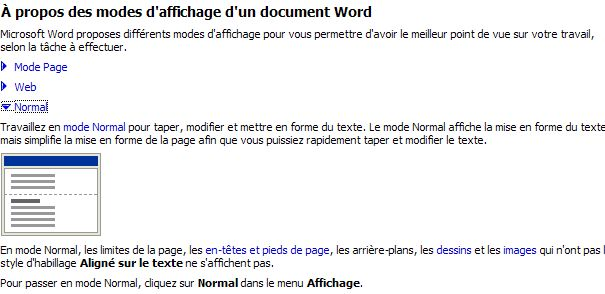 À propos des modes d'affichage d'un document Word
Microsoft Word proposes différents modes d'affichage pour vous permettre d'avoir le meilleur point de vue sur votre travail,
selon la tâche à effectuer.
Mode Page
Web
Normal
Travaillez en mode Normal pour taper, modifier et mettre en forme du texte. Le mode Normal affiche la mise en forme du texte
mais simplifie la mise en forme de la page afin que vous puissiez rapidement taper et modifier le texte.
En mode Normal, les limites de la page, les en-têtes et pieds de page, les arrière-plans, les dessins et les images qui n'ont pas
style d'habillage Aligné sur le texte ne s'affichent pas.
Pour passer en mode Normal, cliquez sur Normal dans le menu Affichage.